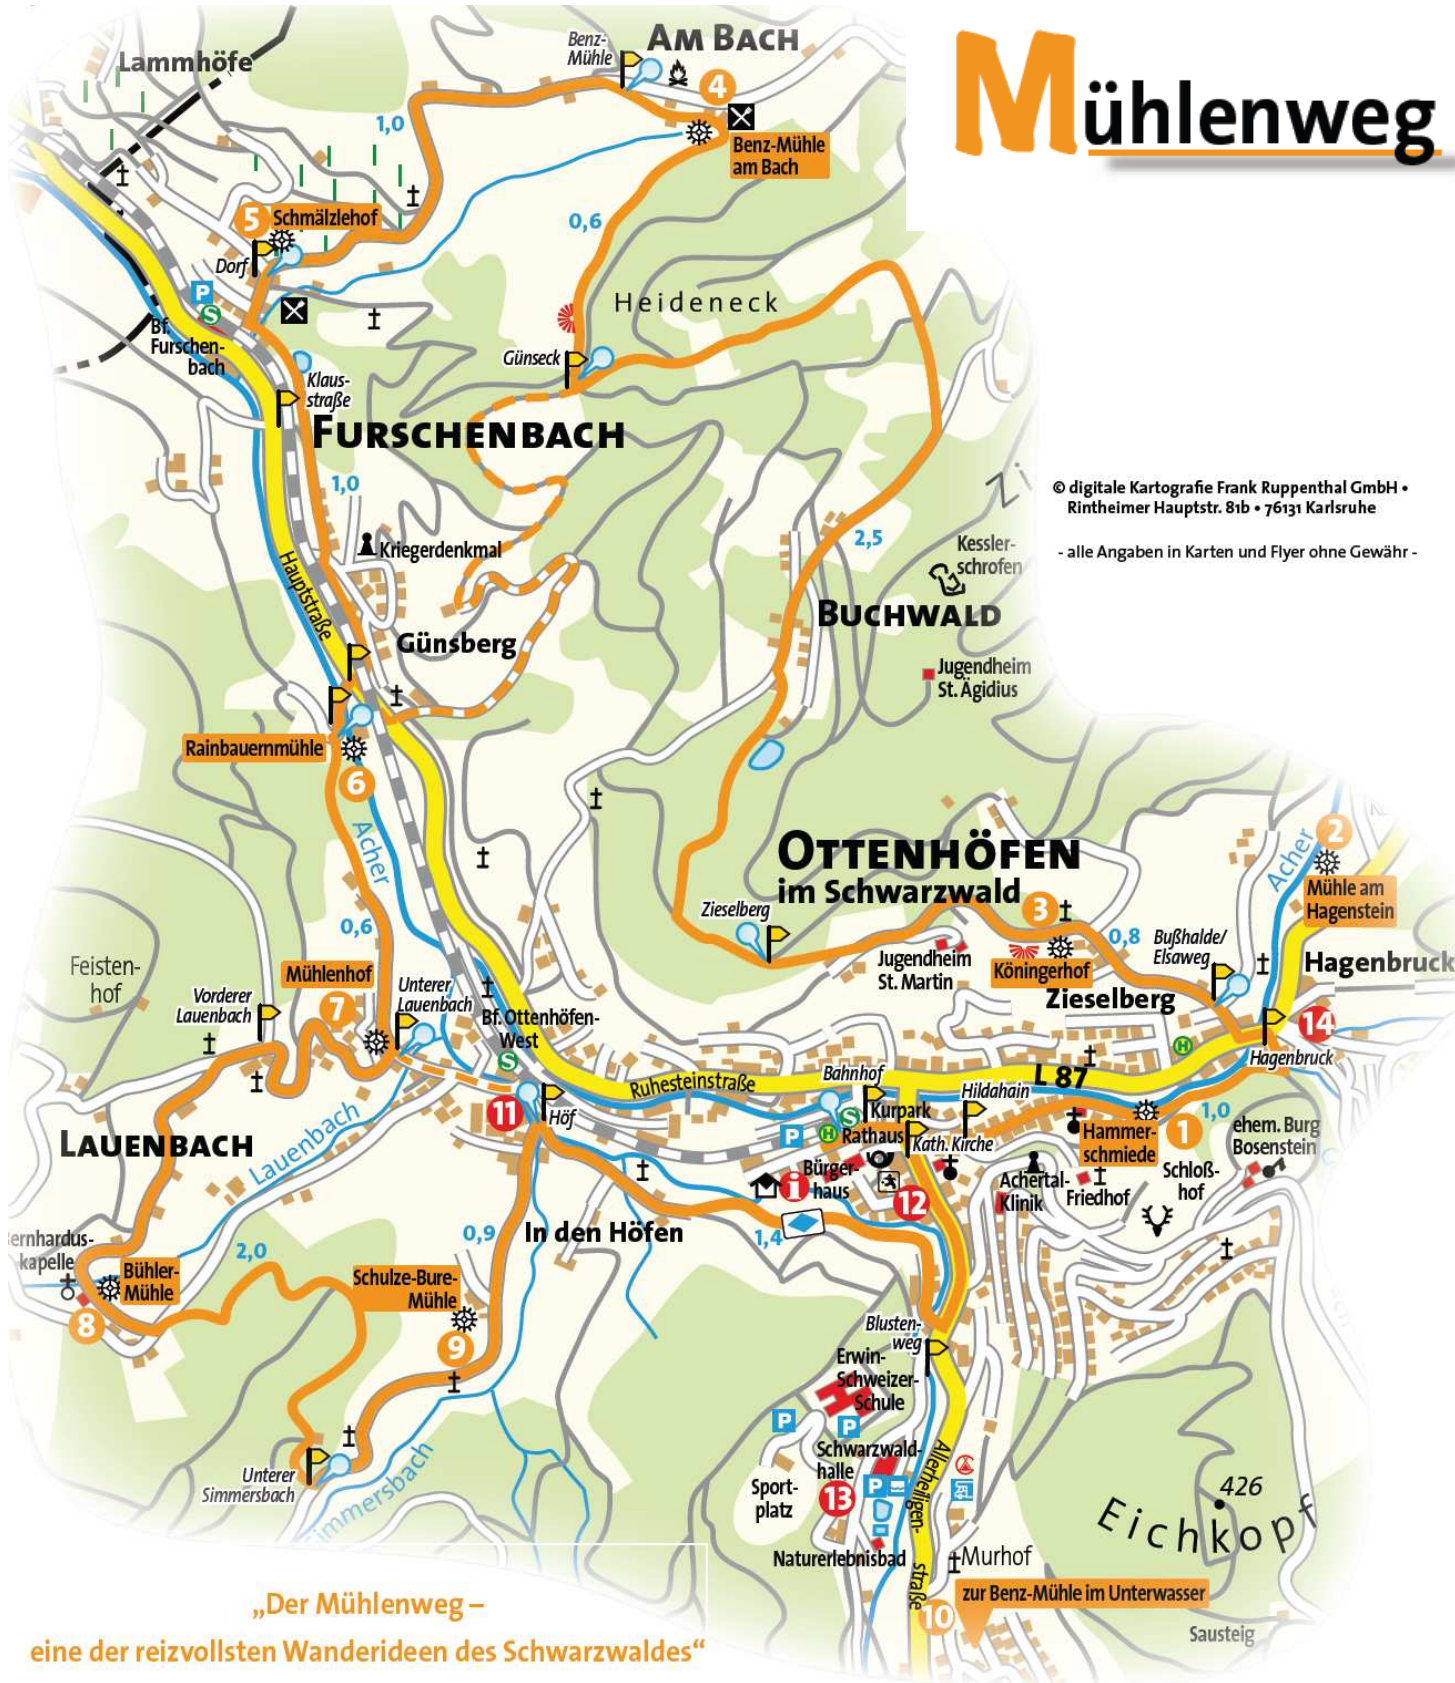 Mühlenweg
Lammhöfe
Benz-
Mühle
AM BACH
4
1,0
Benz-Mühle
am Bach
5
Schmälzlehof
0,6
Dorf
P
S
Heideneck
Bf.
Furschen-
bach
Günseck
Klaus-
straße
FURSCHENBACH
1,0
© digitale Kartografie Frank Ruppenthal GmbH •
Rintheimer Hauptstr. 81b • 76131 Karlsruhe
- alle Angaben in Karten und Flyer ohne Gewähr -
Zi
2,5
Kessler-
schrofen
Kriegerdenkmal
Hauptstraße
BUCHWALD
Günsberg
Jugendheim
St. Ägidius
Rainbauernmühle
6
Acher
OTTENHÖFEN
im Schwarzwald
Acher
2
Mühle am
Hagenstein
Zieselberg
3
0,6
0,8
Bußhalde/
Elsaweg
Jugendheim
St. Martin
Köningerhof
Hagenbruck
Feisten-
hof
Mühlenhof
7
Vorderer
Lauenbach
Unterer
Lauenbach
Bf. Ottenhöfen-
West
S
Zieselberg
14
H
Hagenbruck
Ruhesteinstraße
Bahnhof
L 87
Hildahain
11
Höf
S
Kurpark
P
H
Rathaus
Kath. Kirche
Hammer-
schmiede
1
1,0
ehem. Burg
Bosenstein
LAUENBACH
Lauenbach
i
Bürger-
haus
12
Achertal-
Klinik
Friedhof
Schloß-
hof
In den Höfen
0,9
1,4
ernhardus-
kapelle
2,0
Bühler-
Mühle
8
Schulze-Bure-
Mühle
9
Blusten-
weg
Erwin-
Schweizer-
Schule
P
P
Schwarzwald-
halle
Allerheiligen-
straße
Unterer
Simmersbach
Simmersbach
Sport-
platz
13
P
426
Eichkopf
Naturerlebnisbad
Murhof
zur Benz-Mühle im Unterwasser
10
Sausteig
„Der Mühlenweg –
eine der reizvollsten Wanderideen des Schwarzwaldes“